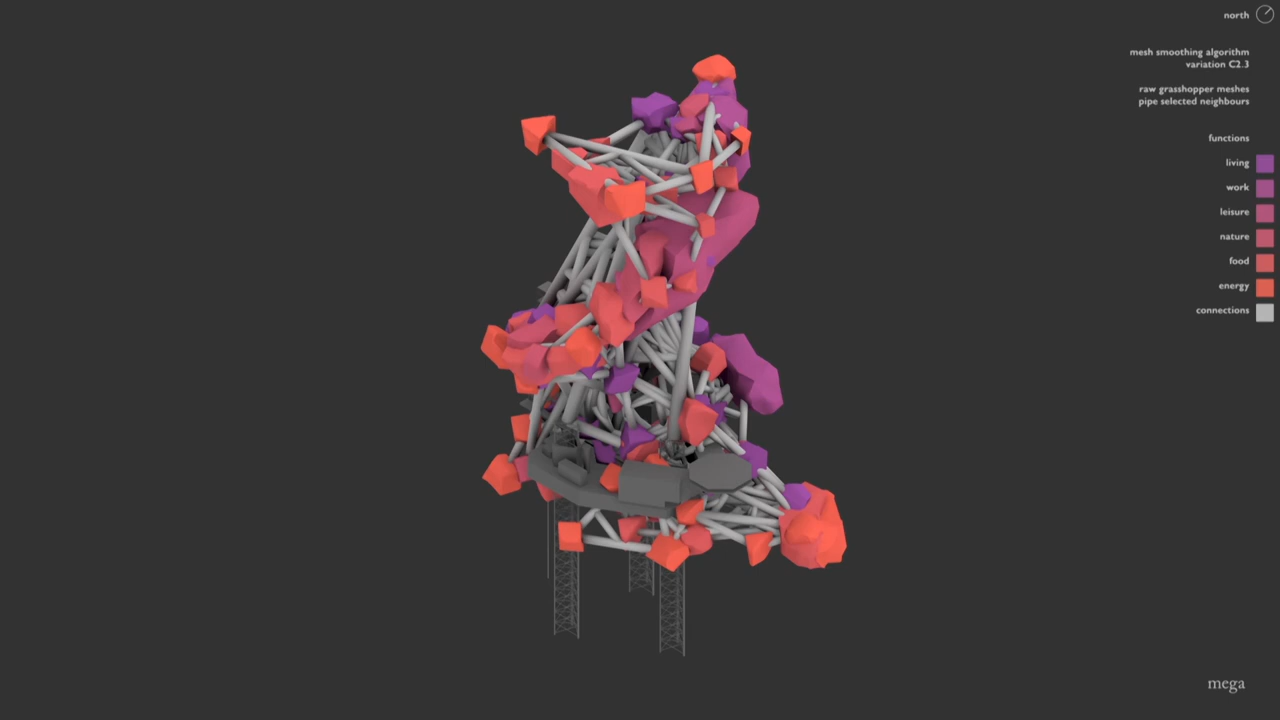 north
mesh smoothing algorithm
variation C2.3
raw grasshopper meshes
pipe selected neighbours
functions
living
work
leisure
nature
food
energy
connections
mega